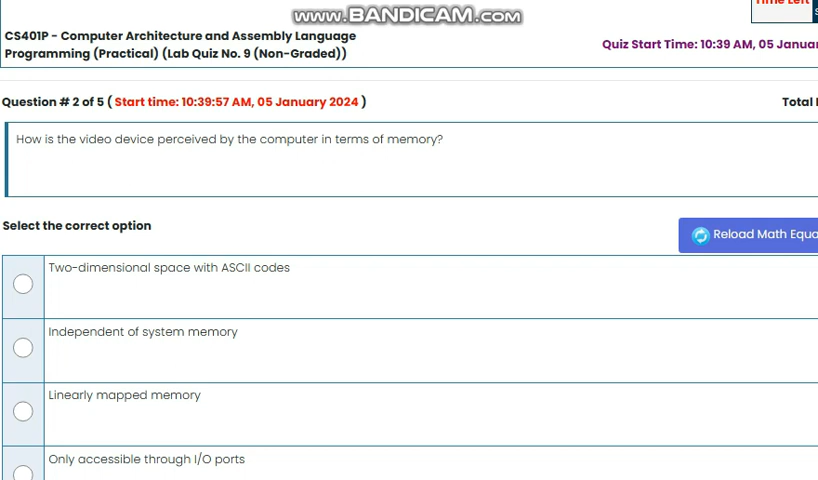 www.BANDICAM.com
Time Left
CS401P - Computer Architecture and Assembly Language
Programming (Practical) (Lab Quiz No. 9 (Non-Graded))
Quiz Start Time: 10:39 AM, 05 Januar
Question # 2 of 5 ( Start time: 10:39:57 AM, 05 January 2024 )
Total
How is the video device perceived by the computer in terms of memory?
Select the correct option
Reload Math Equa
Two-dimensional space with ASCII codes
Independent of system memory
Linearly mapped memory
Only accessible through I/O ports